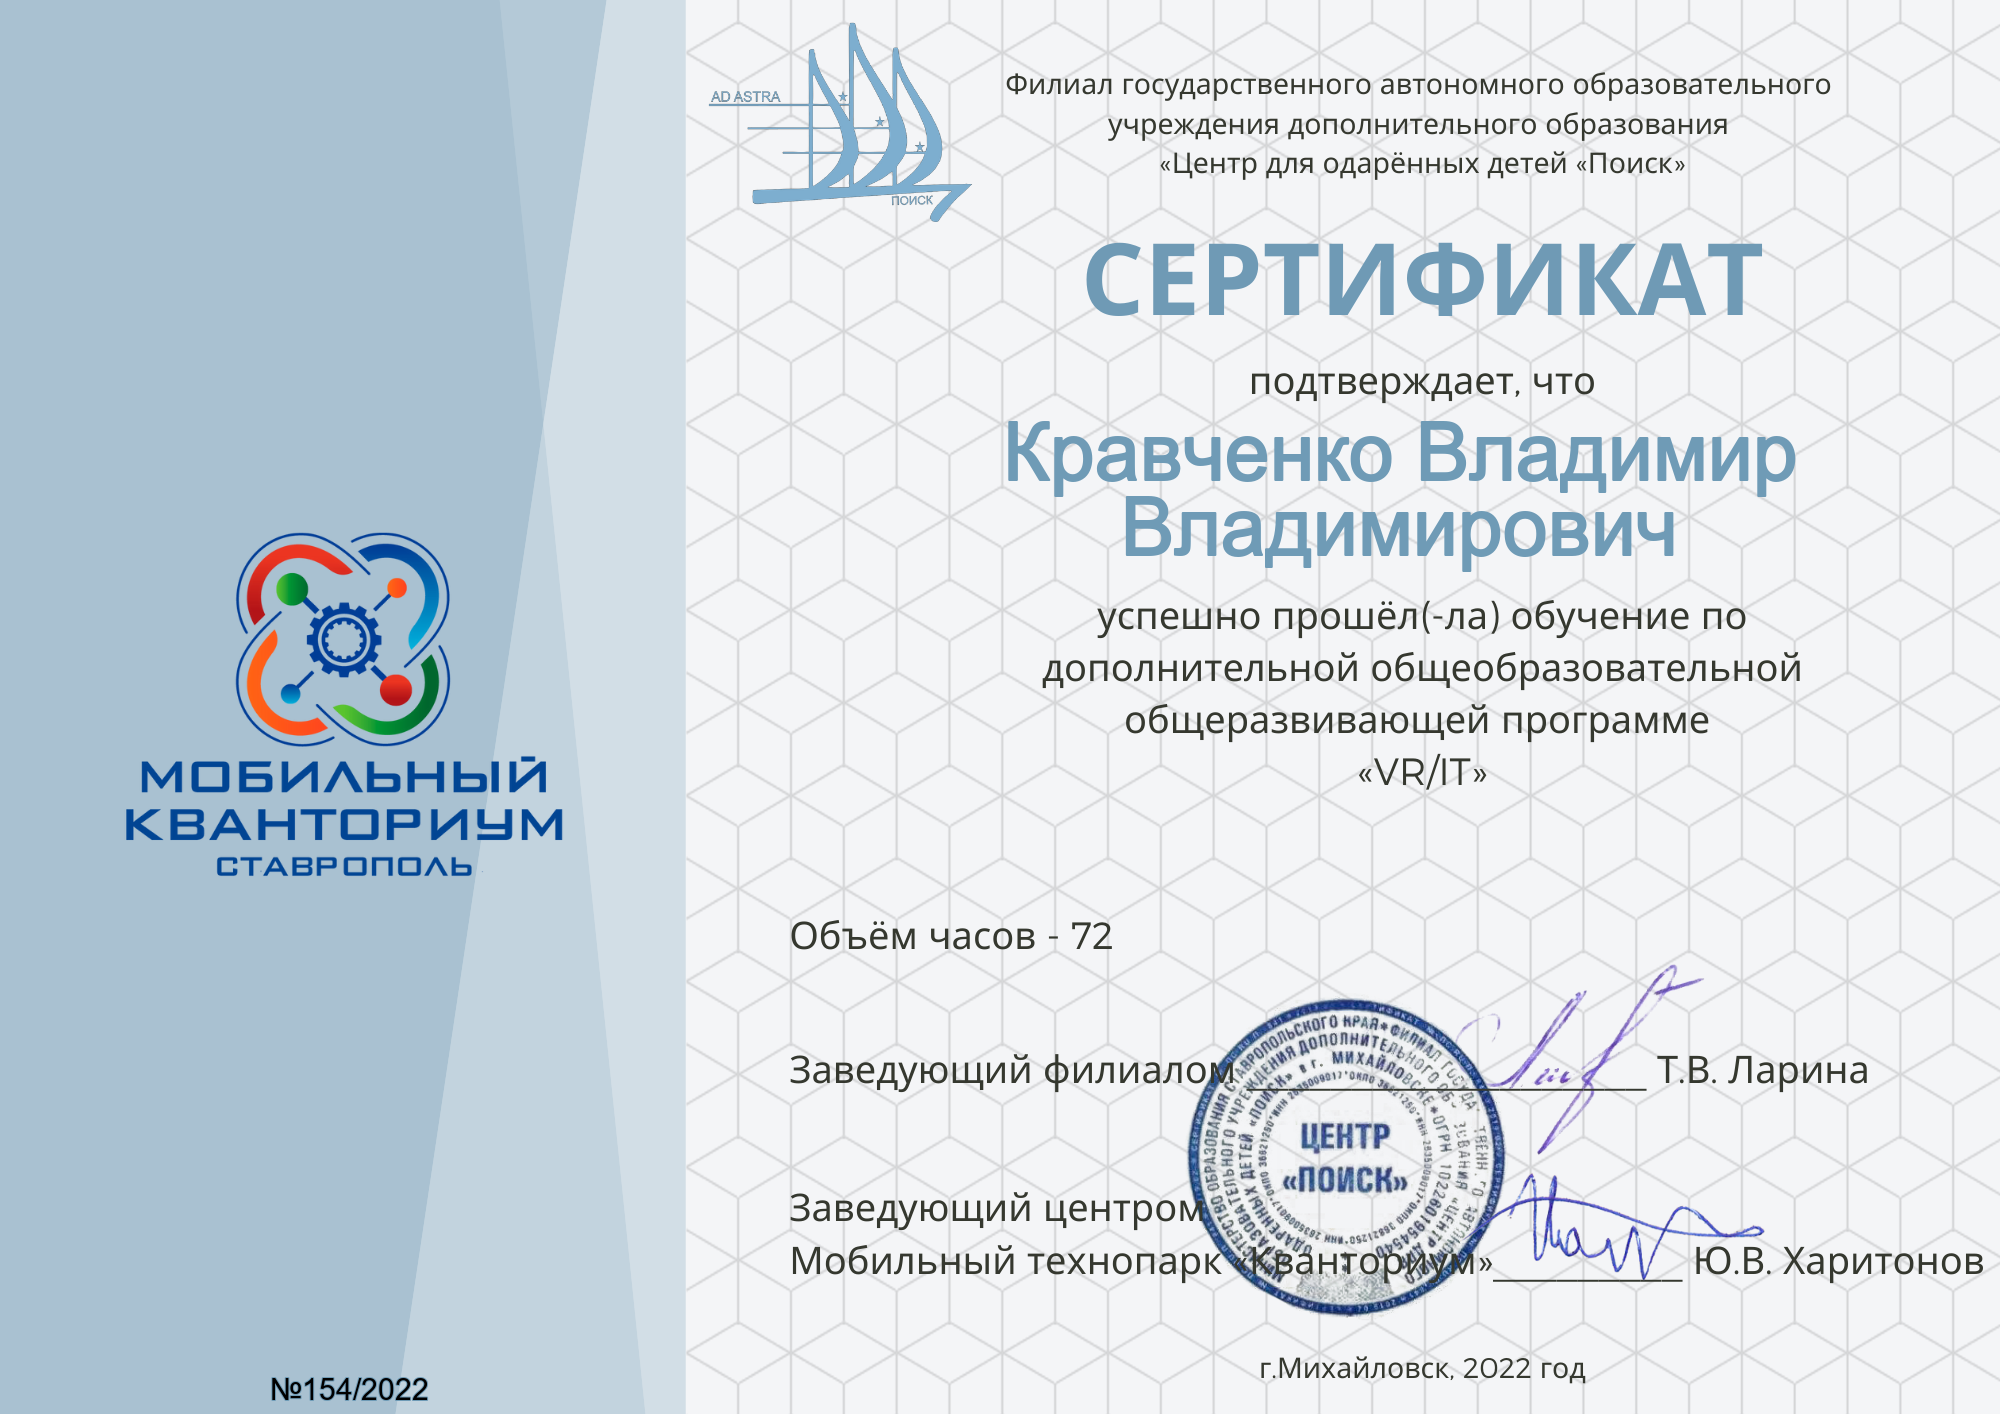 AD ASTRA
ПОИСК
Филиал государственного автономного образовательного
учреждения дополнительного образования
«Центр для одарённых детей «Поиск»
СЕРТИФИКАТ
подтверждает, что
Кравченко Владимир
Владимирович
успешно прошёл(-ла) обучение по
дополнительной общеобразовательной
общеразвивающей программе
«VR/IT»
МОБИЛЬНЫЙ
КВАНТОРИУМ
СТАВРОПОЛЬ
Объём часов - 72
Заведующий филиалом Т.В. Ларина
ЦЕНТР
«ПОИСК»
Заведующий центром
Мобильный технопарк «Кванториум» Ю.В. Харитонов
г.Михайловск, 2022 год
№154/2022